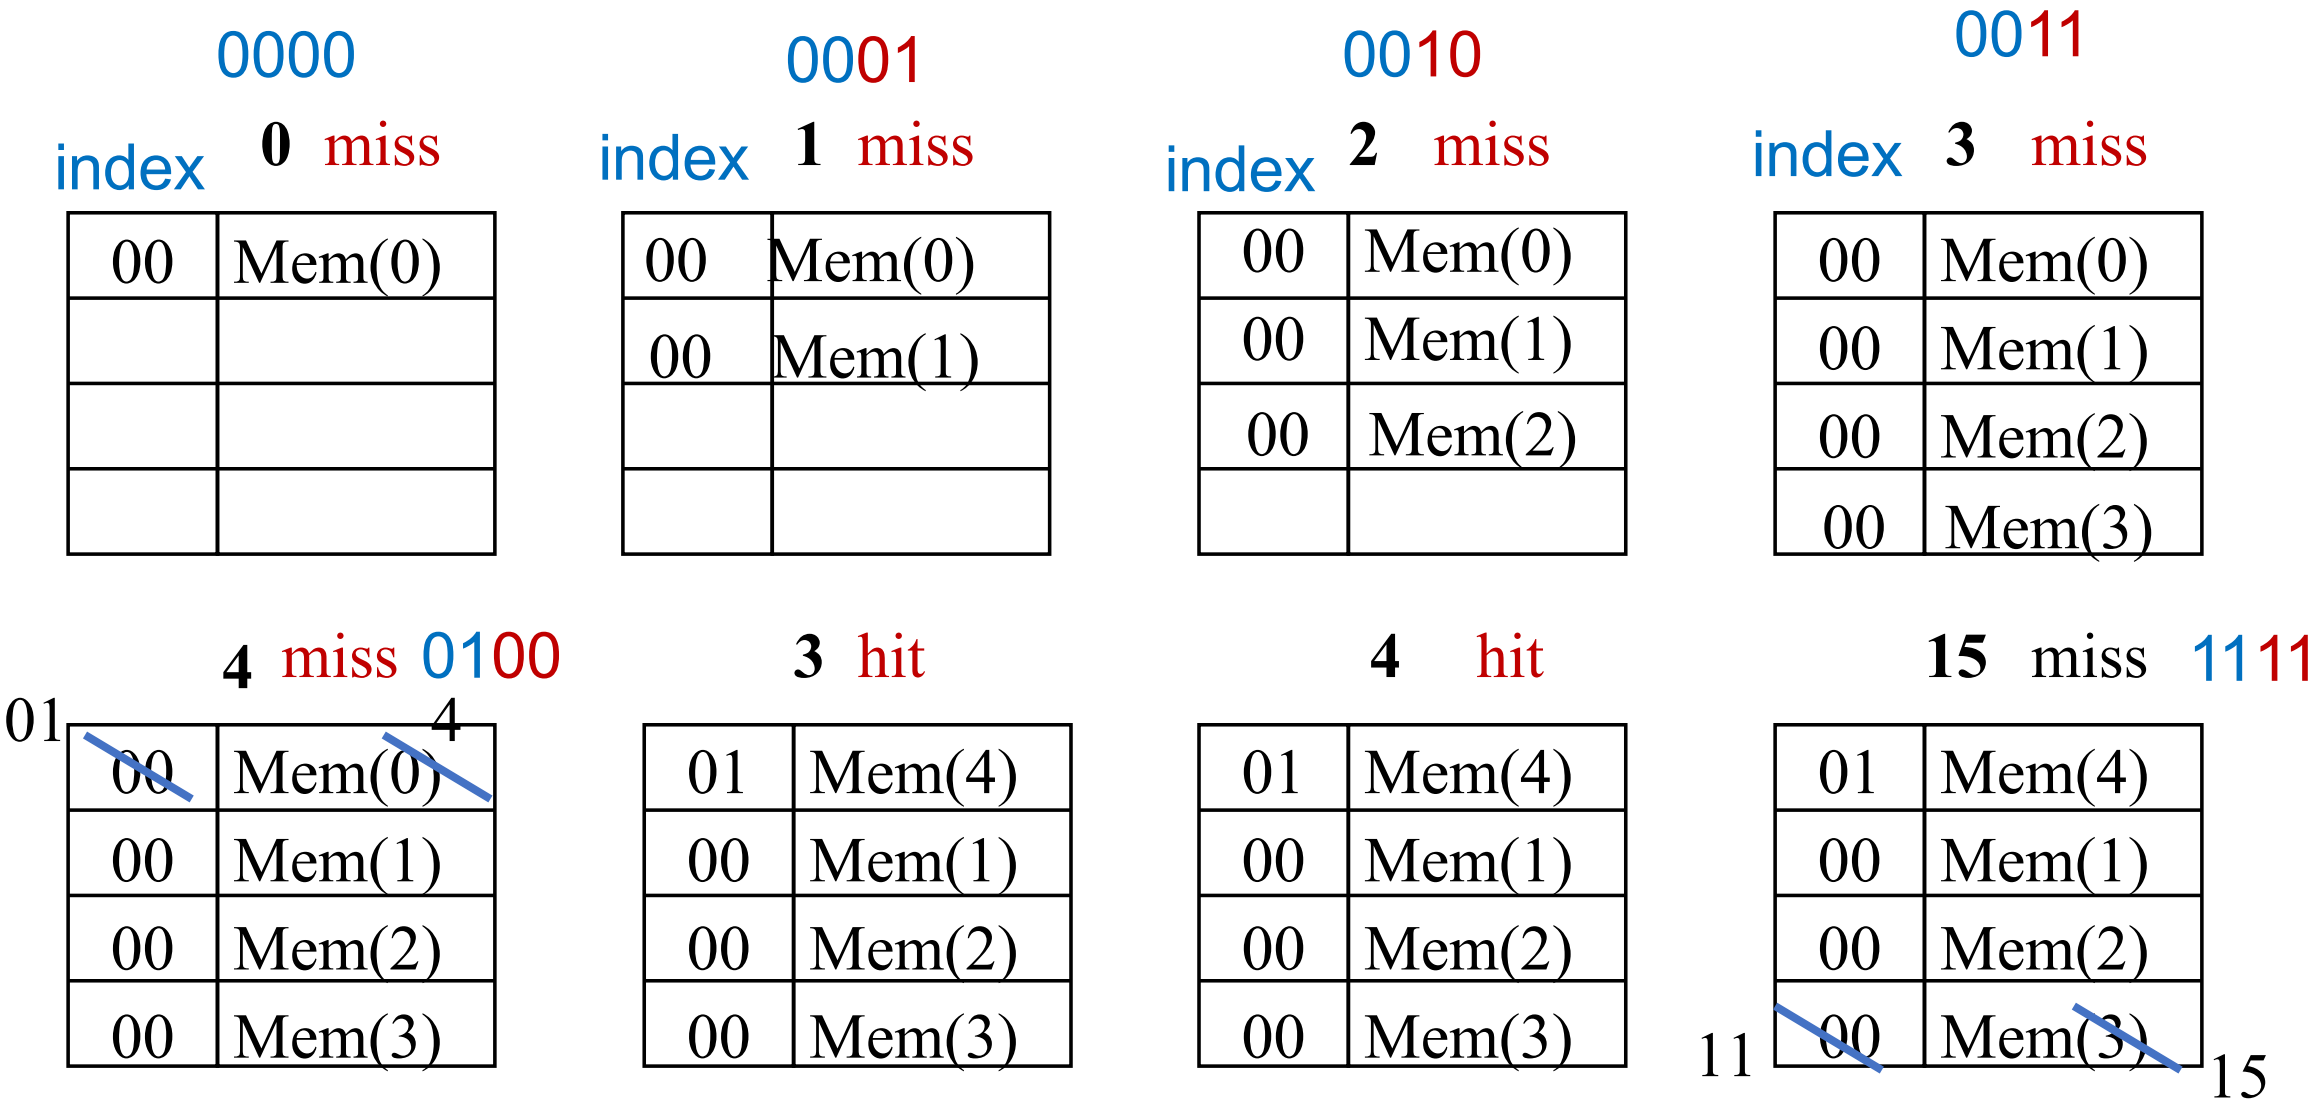 0000
0001
0010
0011
index 0 miss
index 1 miss
index 2 miss
index 3 miss
00 Mem(0)
00 Mem(0)
00 Mem(1)
00 Mem(0)
00 Mem(1)
00 Mem(2)
00 Mem(0)
00 Mem(1)
00 Mem(2)
00 Mem(3)
4 miss 0100
01 4
00 Mem(0)
00 Mem(1)
00 Mem(2)
00 Mem(3)
3 hit
01 Mem(4)
00 Mem(1)
00 Mem(2)
00 Mem(3)
4 hit
01 Mem(4)
00 Mem(1)
00 Mem(2)
00 Mem(3)
15 miss 1111
01 Mem(4)
00 Mem(1)
00 Mem(2)
00 Mem(3)
11 15